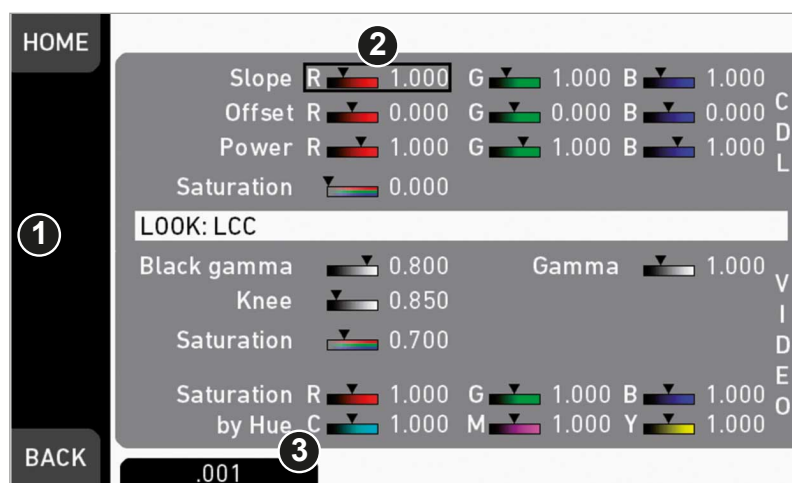 HOME
2
Slope R 1.000 G 1.000 B 1.000
Offset R 0.000 G 0.000 B 0.000
Power R 1.000 G 1.000 B 1.000
CDL
Saturation 0.000
1
LOOK: LCC
Black gamma 0.800 Gamma 1.000
Knee 0.850
Saturation 0.700
VIDEO
Saturation R 1.000 G 1.000 B 1.000
by Hue C 1.000 M 1.000 Y 1.000
BACK
3
.001